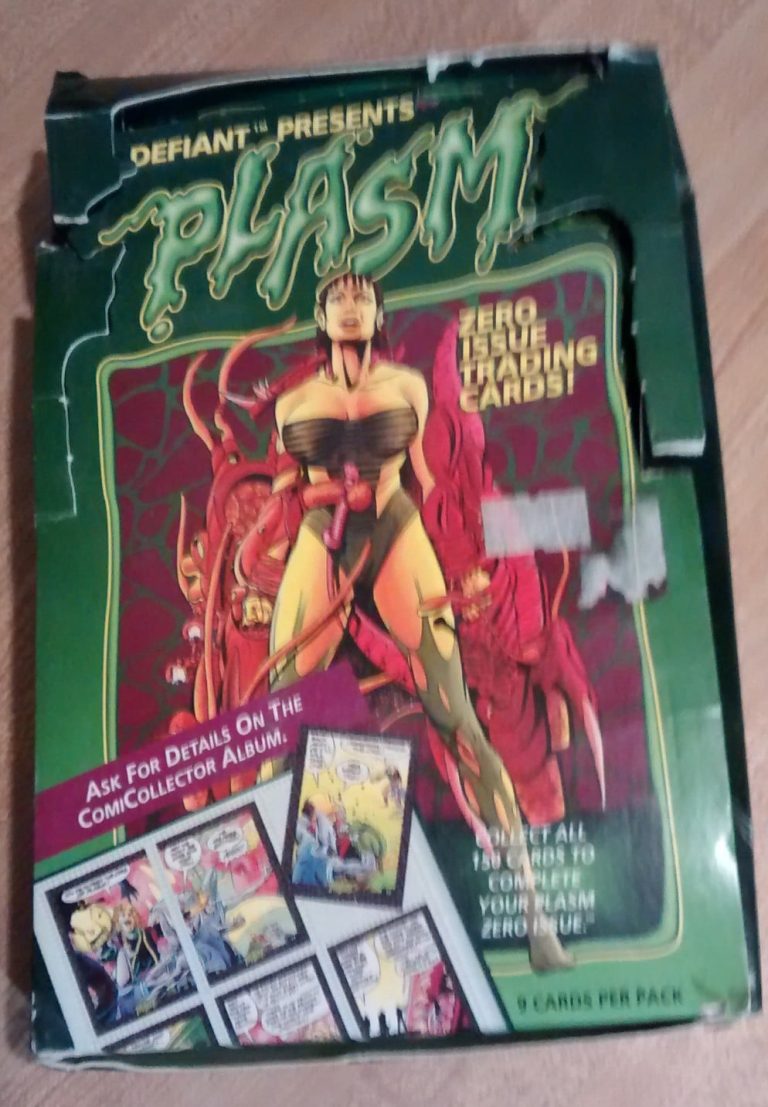 DEFIANT™ PRESENTS
PLASM
ZERO
ISSUE
TRADING
CARDS!
ASK FOR DETAILS ON THE
COMICOLLECTOR ALBUM.
COLLECT ALL
150 CARDS TO
COMPLETE
YOUR PLASM
ZERO ISSUE.™
9 CARDS PER PACK